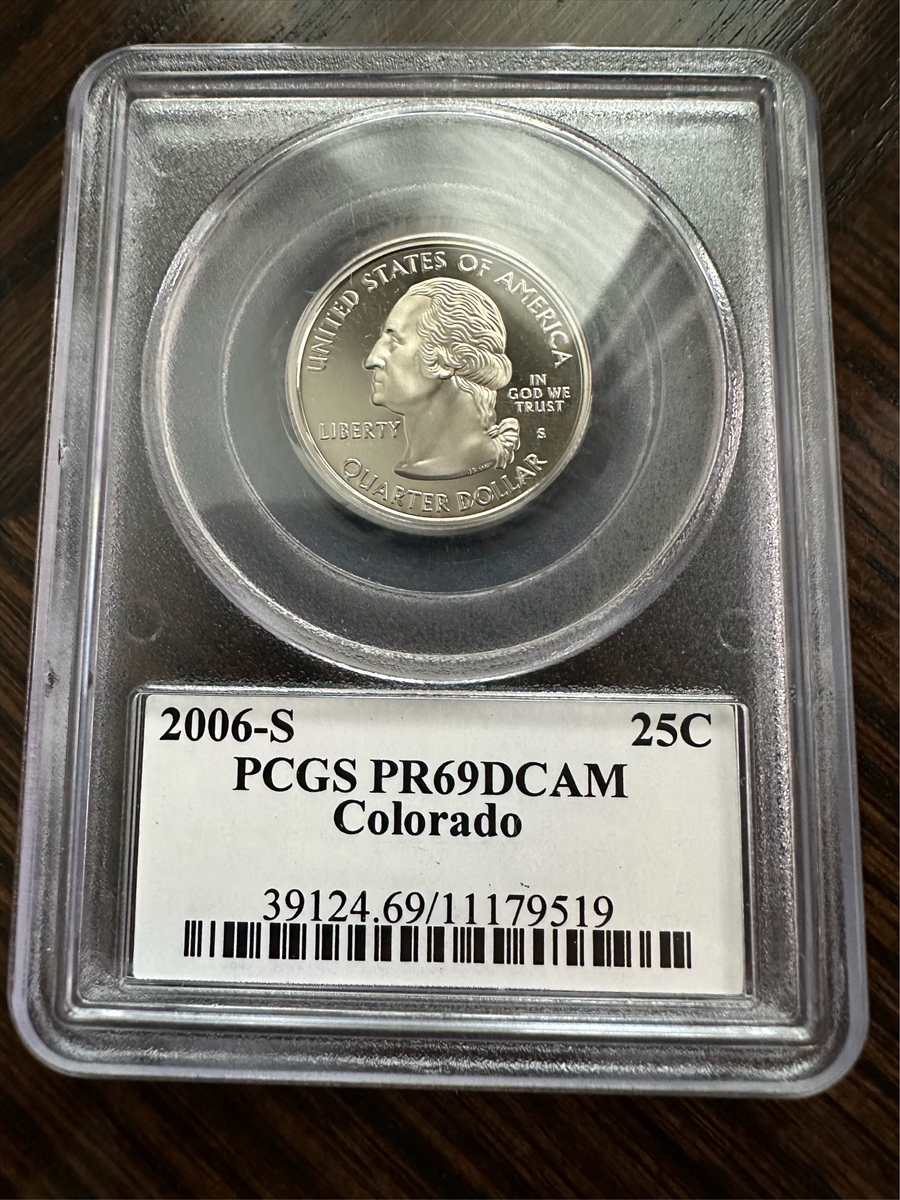 UNITED STATES OF AMERICA
IN
GOD WE
TRUST
LIBERTY
S
QUARTER DOLLAR
2006-S 25C
PCGS PR69DCAM
Colorado
39124.69/11179519